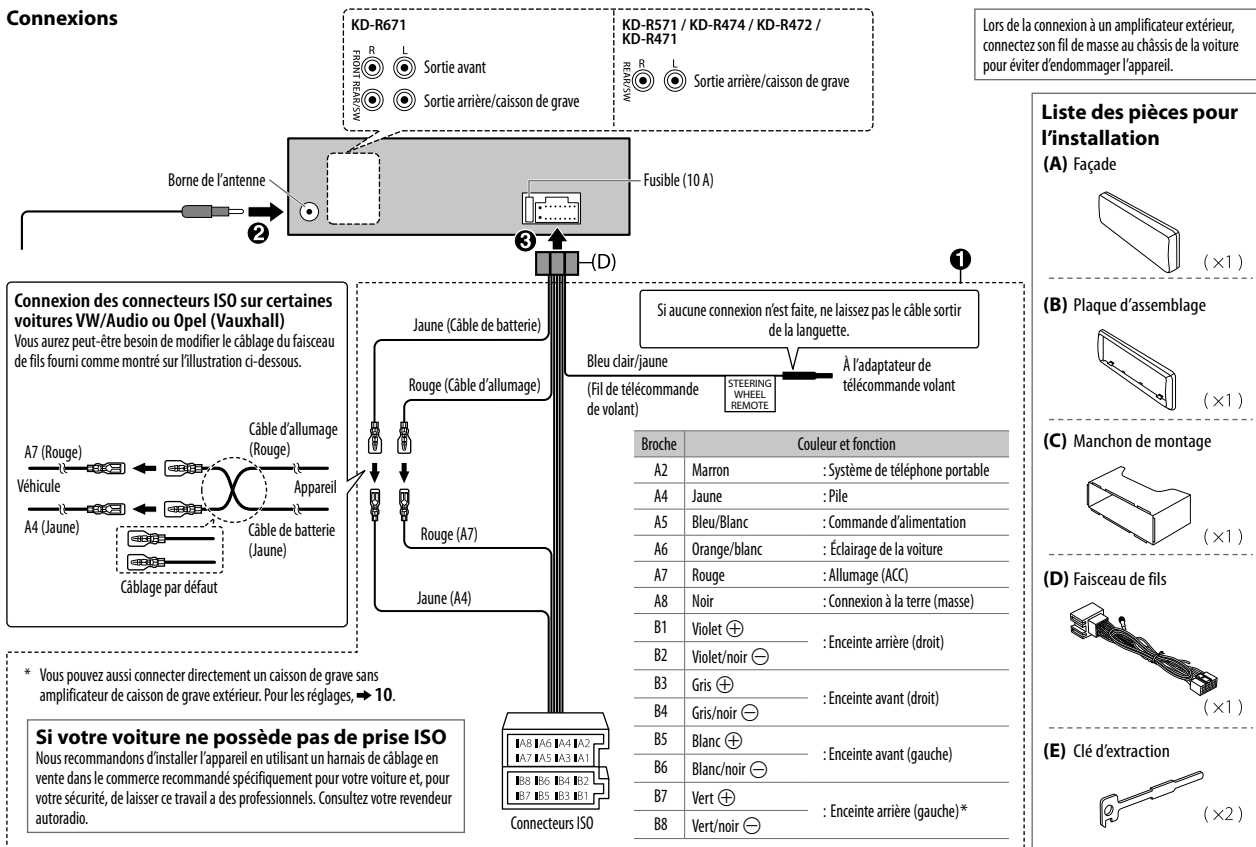 Connexions
KD-R671
R L
FRONT REAR/SW
Sortie avant
Sortie arrière/caisson de grave
KD-R571 / KD-R474 / KD-R472 /
KD-R471
R L
REAR/SW
Sortie arrière/caisson de grave
Lors de la connexion à un amplificateur extérieur,
connectez son fil de masse au châssis de la voiture
pour éviter d'endommager l'appareil.
Borne de l'antenne
Fusible (10 A)
2
3
(D)
1
Connexion des connecteurs ISO sur certaines
voitures VW/Audio ou Opel (Vauxhall)
Vous aurez peut-être besoin de modifier le câblage du faisceau
de fils fourni comme montré sur l'illustration ci-dessous.
Câble d'allumage
(Rouge)
A7 (Rouge)
Véhicule
Appareil
A4 (Jaune)
Câble de batterie
(Jaune)
Câblage par défaut
Jaune (Câble de batterie)
Rouge (Câble d'allumage)
Rouge (A7)
Jaune (A4)
Si aucune connexion n'est faite, ne laissez pas le câble sortir
de la languette.
Bleu clair/jaune
(Fil de télécommande
de volant)
STEERING
WHEEL
REMOTE
À l'adaptateur de
télécommande volant
Broche Couleur et fonction
A2 Marron : Système de téléphone portable
A4 Jaune : Pile
A5 Bleu/Blanc : Commande d'alimentation
A6 Orange/blanc : Éclairage de la voiture
A7 Rouge : Allumage (ACC)
A8 Noir : Connexion à la terre (masse)
B1 Violet ⊕
: Enceinte arrière (droit)
B2 Violet/noir ⊖
B3 Gris ⊕
: Enceinte avant (droit)
B4 Gris/noir ⊖
B5 Blanc ⊕
: Enceinte avant (gauche)
B6 Blanc/noir ⊖
B7 Vert ⊕
: Enceinte arrière (gauche)*
B8 Vert/noir ⊖
* Vous pouvez aussi connecter directement un caisson de grave sans
amplificateur de caisson de grave extérieur. Pour les réglages, ➡ 10.
Si votre voiture ne possède pas de prise ISO
Nous recommandons d'installer l'appareil en utilisant un harnais de câblage en
vente dans le commerce recommandé spécifiquement pour votre voiture et, pour
votre sécurité, de laisser ce travail a des professionnels. Consultez votre revendeur
autoradio.
A8 A6 A4 A2
A7 A5 A3 A1
B8 B6 B4 B2
B7 B5 B3 B1
Connecteurs ISO
Liste des pièces pour
l'installation
(A) Façade
(×1)
(B) Plaque d'assemblage
(×1)
(C) Manchon de montage
(×1)
(D) Faisceau de fils
(×1)
(E) Clé d'extraction
(×2)